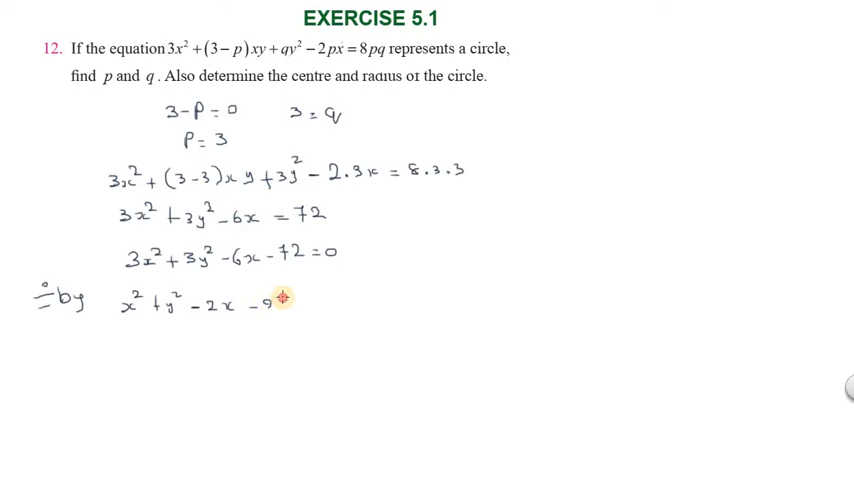 EXERCISE 5.1
12. If the equation 3x² + (3 − p)xy + qy² − 2px = 8pq represents a circle,
find p and q. Also determine the centre and radius of the circle.
3 - P = 0 3 = q
P = 3
3x² + (3 - 3)xy + 3y² - 2.3x = 8.3.3
3x² + 3y² - 6x = 72
3x² + 3y² - 6x - 72 = 0
÷ by x² + y² - 2x - 9